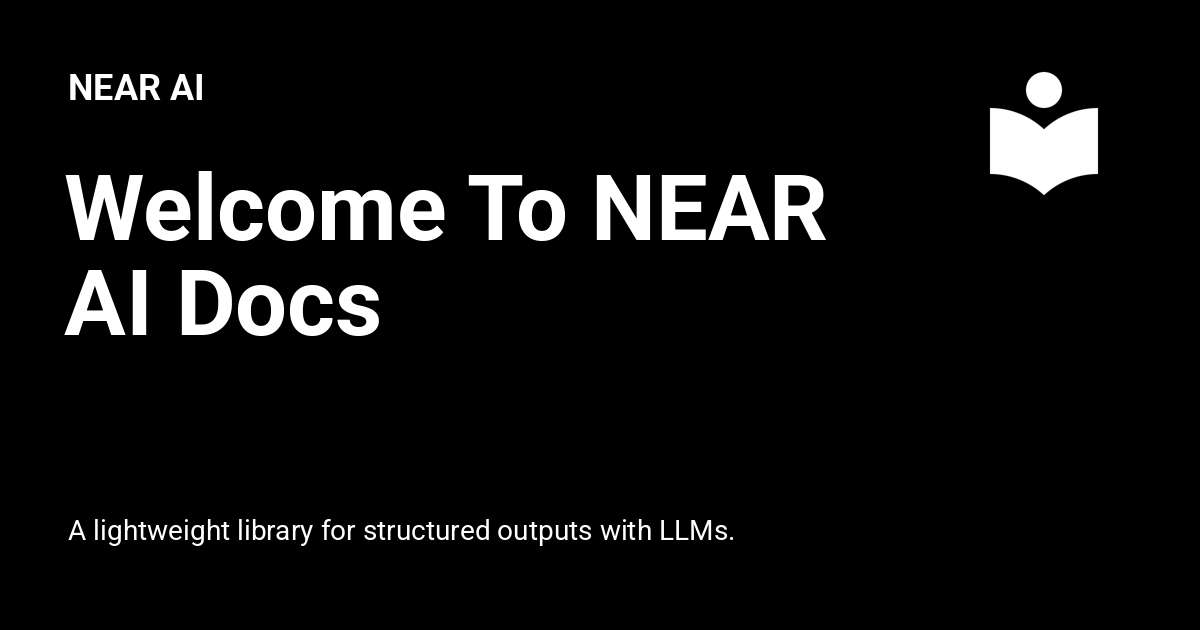 NEAR AI
Welcome To NEAR
AI Docs
A lightweight library for structured outputs with LLMs.